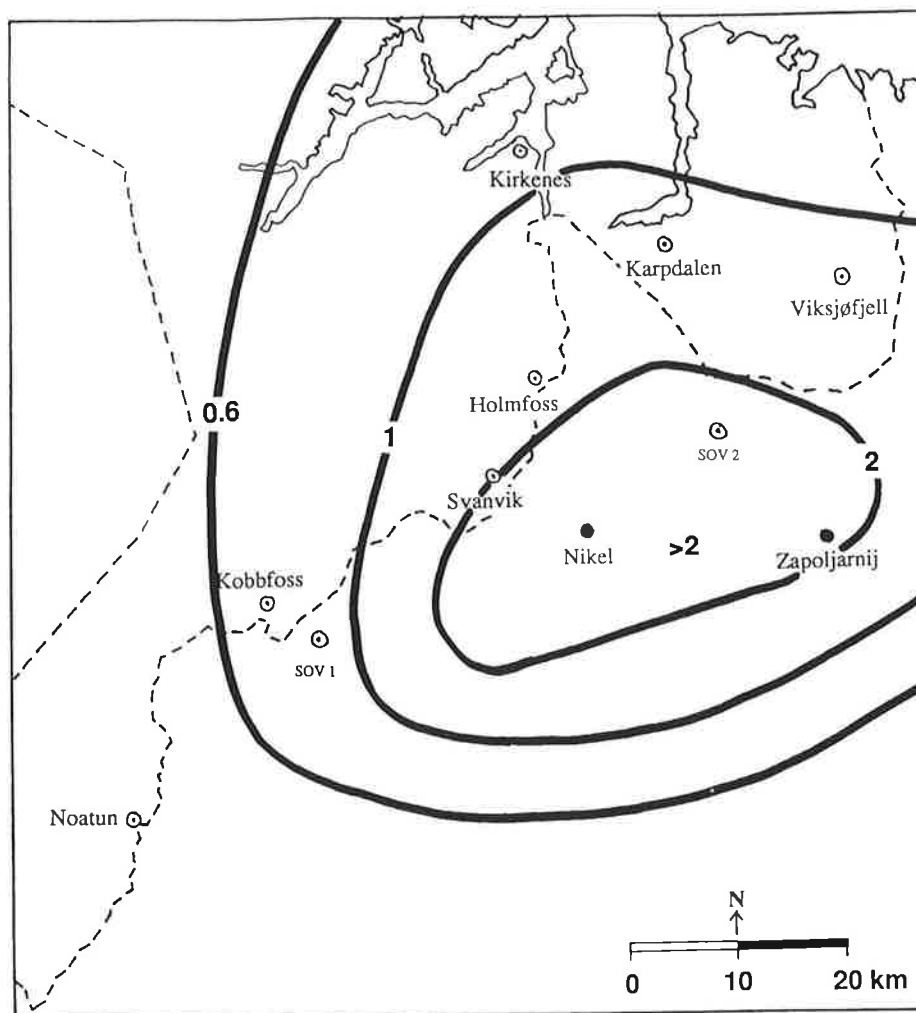 Kirkenes
Karpdalen
Viksjøfjell
Holmfoss
0.6
1
SOV 2
2
Svanvik
Nikel
>2
Zapoljarnij
Kobbfoss
SOV 1
Noatun
N
0 10 20 km